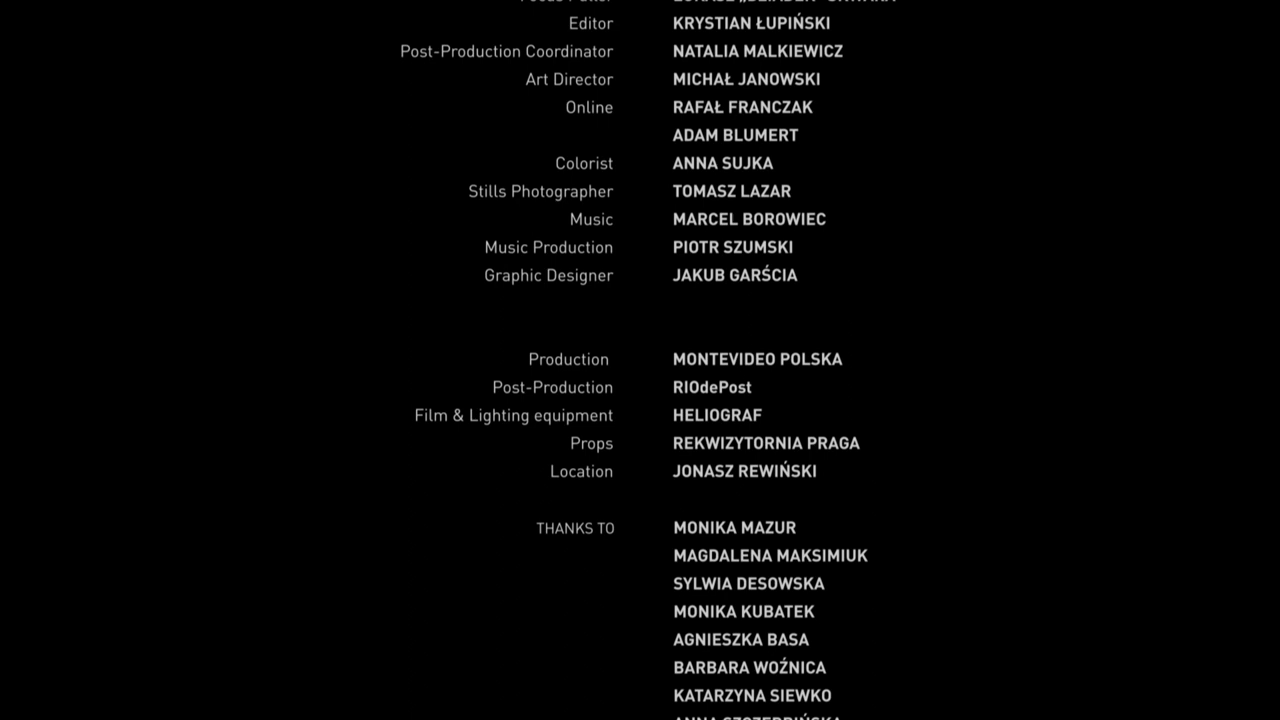 Editor KRYSTIAN ŁUPIŃSKI
Post-Production Coordinator NATALIA MALKIEWICZ
Art Director MICHAŁ JANOWSKI
Online RAFAŁ FRANCZAK
ADAM BLUMERT
Colorist ANNA SUJKA
Stills Photographer TOMASZ LAZAR
Music MARCEL BOROWIEC
Music Production PIOTR SZUMSKI
Graphic Designer JAKUB GARŚCIA
Production MONTEVIDEO POLSKA
Post-Production RIOdePost
Film & Lighting equipment HELIOGRAF
Props REKWIZYTORNIA PRAGA
Location JONASZ REWIŃSKI
THANKS TO MONIKA MAZUR
MAGDALENA MAKSIMIUK
SYLWIA DESOWSKA
MONIKA KUBATEK
AGNIESZKA BASA
BARBARA WOŹNICA
KATARZYNA SIEWKO